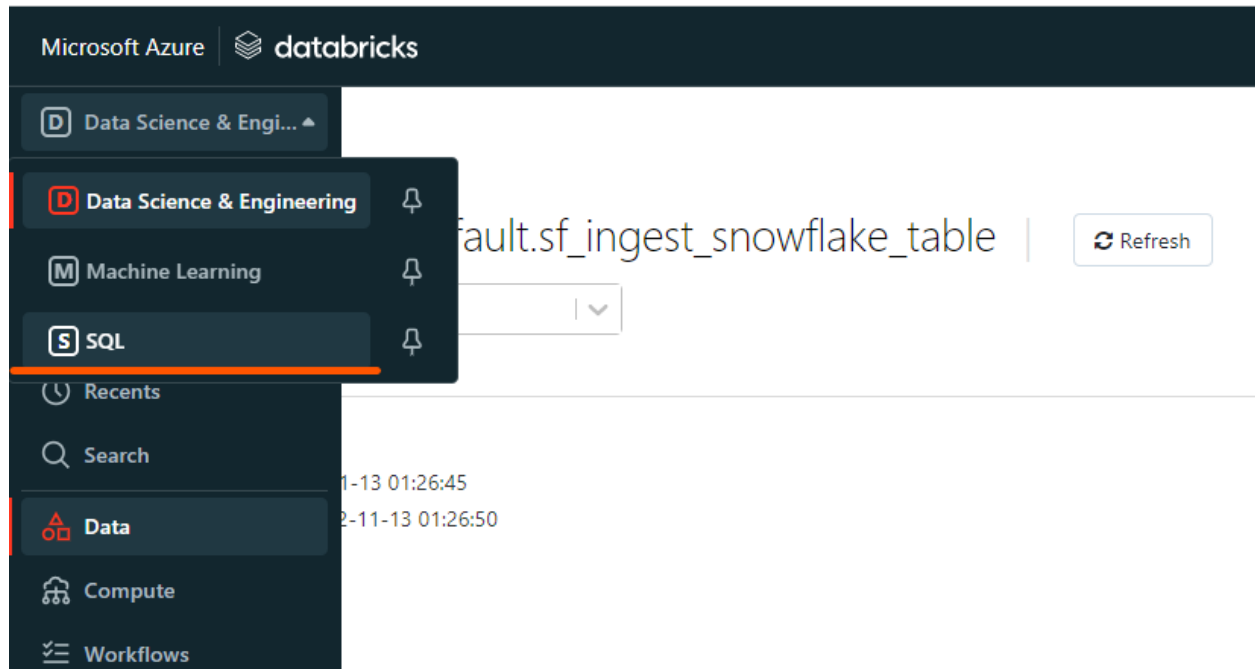 Microsoft Azure databricks
D Data Science & Engi...
D Data Science & Engineering
M Machine Learning
S SQL
fault.sf_ingest_snowflake_table
Refresh
Recents
Search
1-13 01:26:45
2-11-13 01:26:50
Data
Compute
Workflows